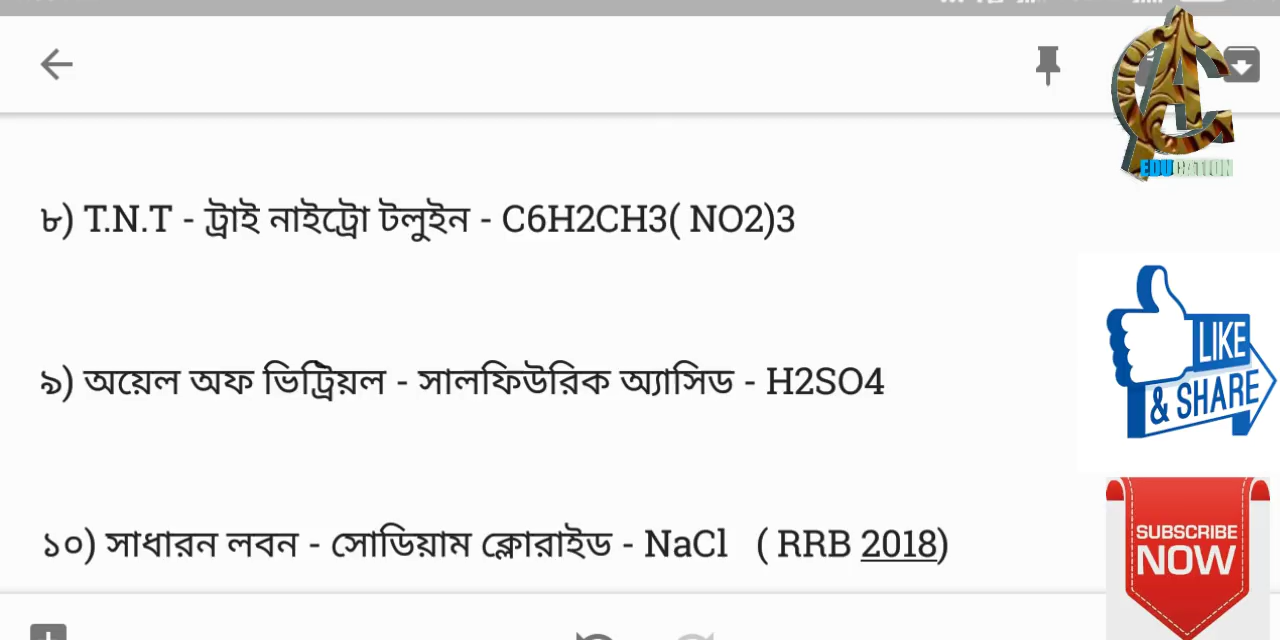 EDUCATION
৮) T.N.T - ট্রাই নাইট্রো টলুইন - C6H2CH3( NO2)3
LIKE
& SHARE
৯) অয়েল অফ ভিট্রিয়ল - সালফিউরিক অ্যাসিড - H2SO4
১০) সাধারন লবন - সোডিয়াম ক্লোরাইড - NaCl ( RRB 2018)
SUBSCRIBE
NOW